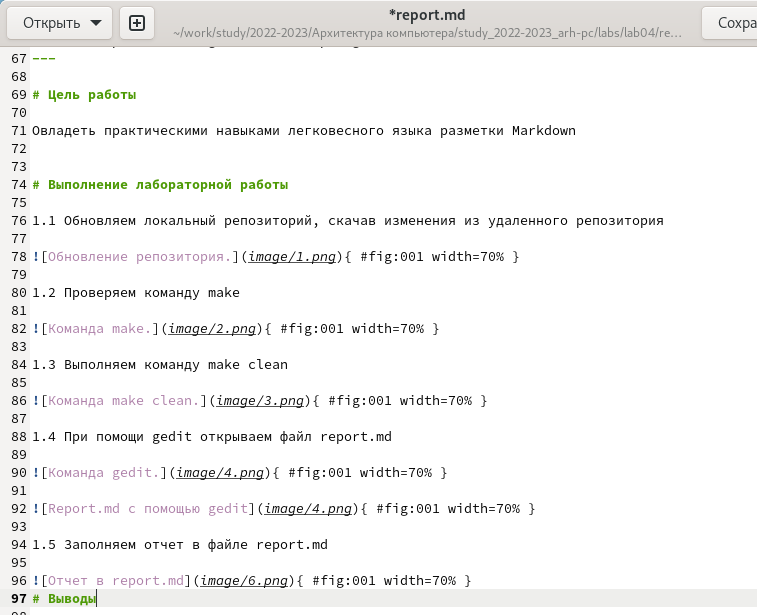 Открыть
*report.md
~/work/study/2022-2023/Архитектура компьютера/study_2022-2023_arh-pc/labs/lab04/re...
Сохра
67 ---
68
69 # Цель работы
70
71 Овладеть практическими навыками легковесного языка разметки Markdown
72
73
74 # Выполнение лабораторной работы
75
76 1.1 Обновляем локальный репозиторий, скачав изменения из удаленного репозитория
77
78 ![Обновление репозитория.](image/1.png){ #fig:001 width=70% }
79
80 1.2 Проверяем команду make
81
82 ![Команда make.](image/2.png){ #fig:001 width=70% }
83
84 1.3 Выполняем команду make clean
85
86 ![Команда make clean.](image/3.png){ #fig:001 width=70% }
87
88 1.4 При помощи gedit открываем файл report.md
89
90 ![Команда gedit.](image/4.png){ #fig:001 width=70% }
91
92 ![Report.md с помощью gedit](image/4.png){ #fig:001 width=70% }
93
94 1.5 Заполняем отчет в файле report.md
95
96 ![Отчет в report.md](image/6.png){ #fig:001 width=70% }
97 # Выводы